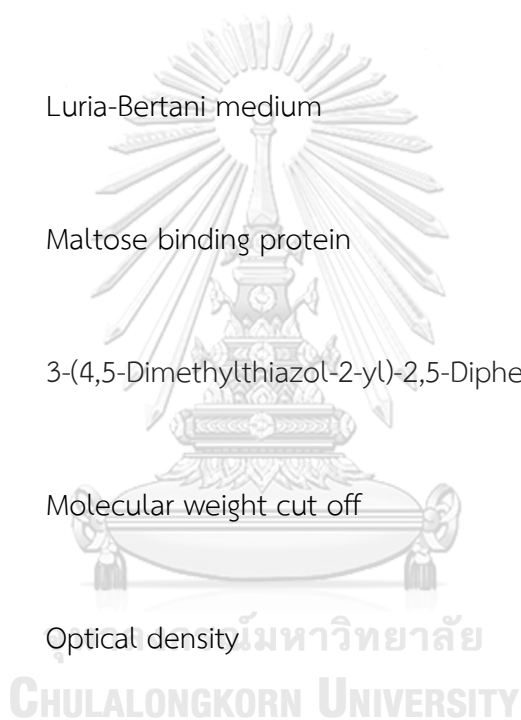 Luria-Bertani medium
Maltose binding protein
3-(4,5-Dimethylthiazol-2-yl)-2,5-Diphe
Molecular weight cut off
Optical density
มหาวิทยาลัย
CHULALONGKORN UNIVERSITY